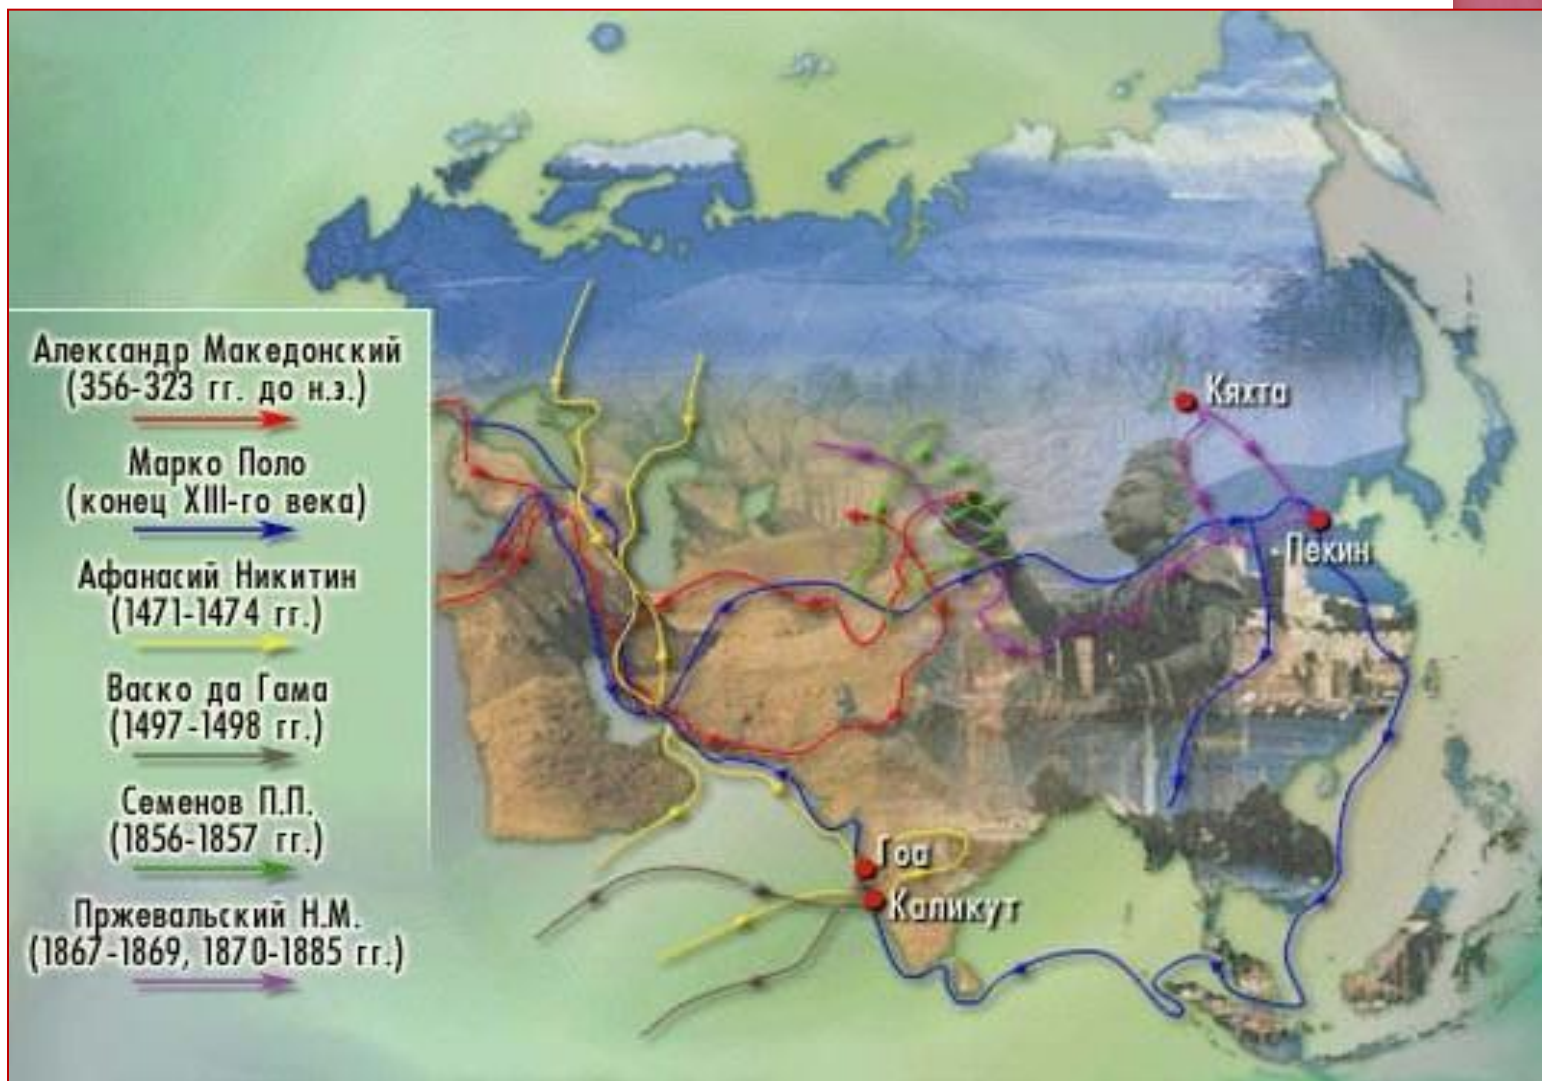 Александр Македонский
(356-323 гг. до н.э.)
Марко Поло
(конец XIII-го века)
Афанасий Никитин
(1471-1474 гг.)
Васко да Гама
(1497-1498 гг.)
Семенов П.П.
(1856-1857 гг.)
Пржевальский Н.М.
(1867-1869, 1870-1885 гг.)
Кяхта
Пекин
Гоа
Каликут